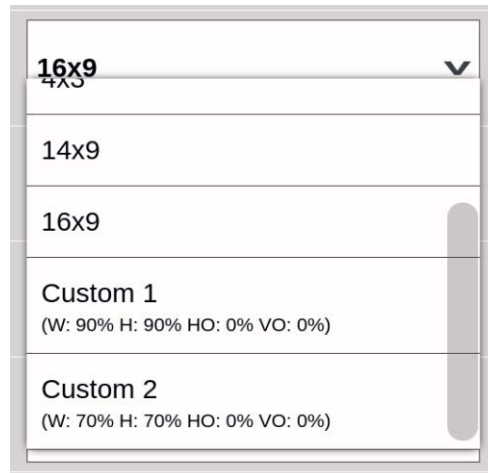 16x9
4x3
14x9
16x9
Custom 1
(W: 90% H: 90% HO: 0% VO: 0%)
Custom 2
(W: 70% H: 70% HO: 0% VO: 0%)